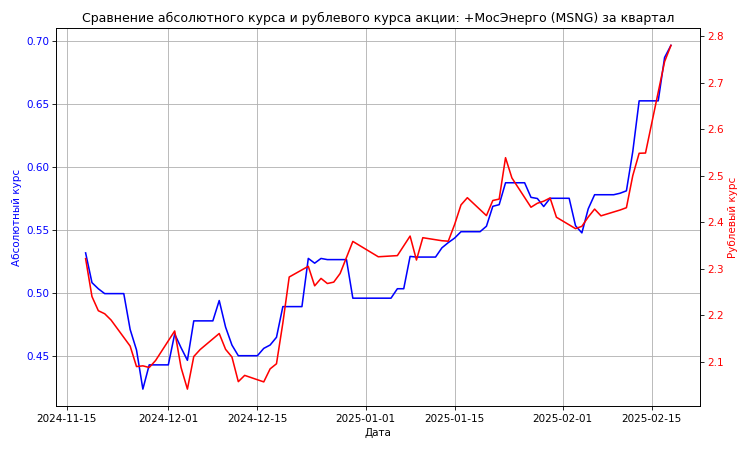 Сравнение абсолютного курса и рублевого курса акции: +МосЭнерго (MSNG) за квартал
0.70
0.65
0.60
0.55
0.50
0.45
Абсолютный курс
2.8
2.7
2.6
2.5
2.4
2.3
2.2
2.1
Рублевый курс
2024-11-15 2024-12-01 2024-12-15 2025-01-01 2025-01-15 2025-02-01 2025-02-15
Дата